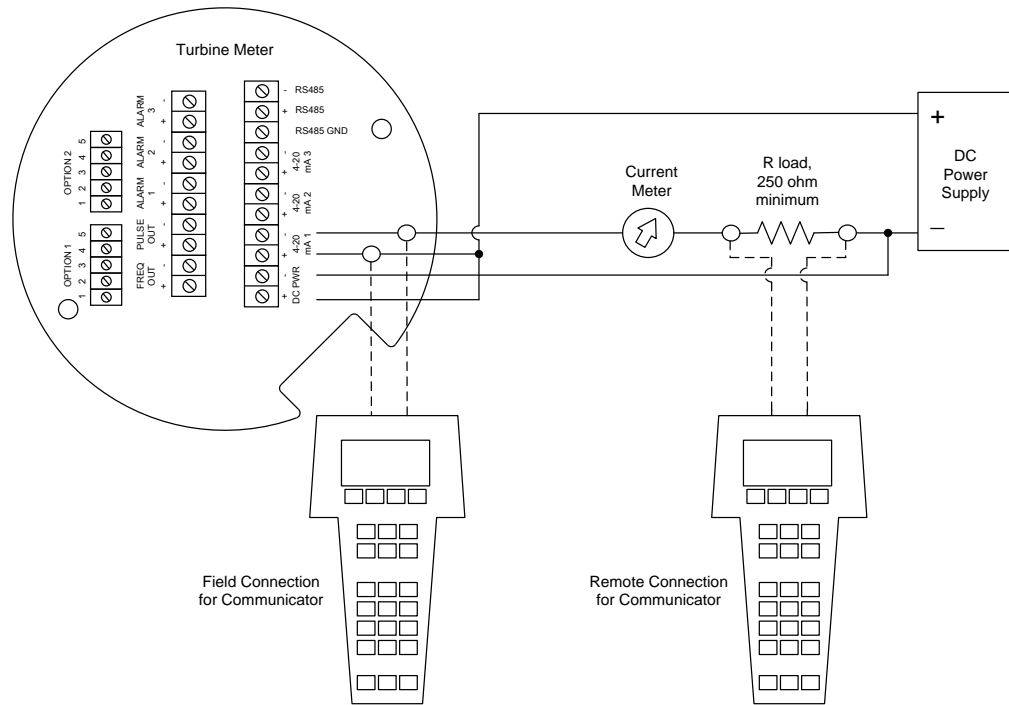 Turbine Meter
OPTION 2
5
4
3
2
1
OPTION 1
5
4
3
2
1
ALARM
3
-
+
ALARM
2
-
+
ALARM
1
-
+
PULSE
OUT
-
+
FREQ
OUT
-
+
- RS485
+ RS485
RS485 GND
-
+
4-20
mA 3
-
+
4-20
mA 2
-
+
4-20
mA 1
-
+
DC PWR
Current
Meter
R load,
250 ohm
minimum
+
DC
Power
Supply
–
Field Connection
for Communicator
Remote Connection
for Communicator